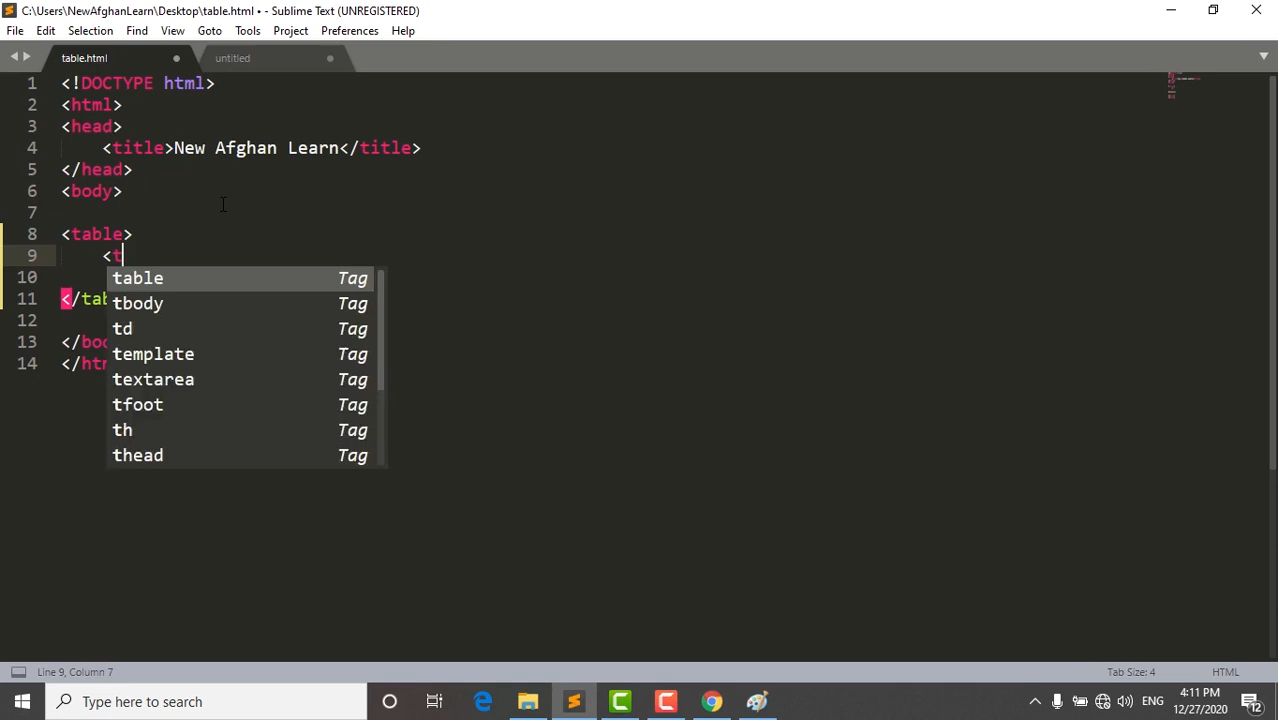 C:\Users\NewAfghanLearn\Desktop\table.html • - Sublime Text (UNREGISTERED)
File Edit Selection Find View Goto Tools Project Preferences Help
table.html untitled
1 <!DOCTYPE html>
2 <html>
3 <head>
4 <title>New Afghan Learn</title>
5 </head>
6 <body>
7
8 <table>
9 <t
10
11 </tab
12
13 </bod
14 </htm
table Tag
tbody Tag
td Tag
template Tag
textarea Tag
tfoot Tag
th Tag
thead Tag
Line 9, Column 7 Tab Size: 4 HTML
Type here to search
ENG 4:11 PM
12/27/2020 12